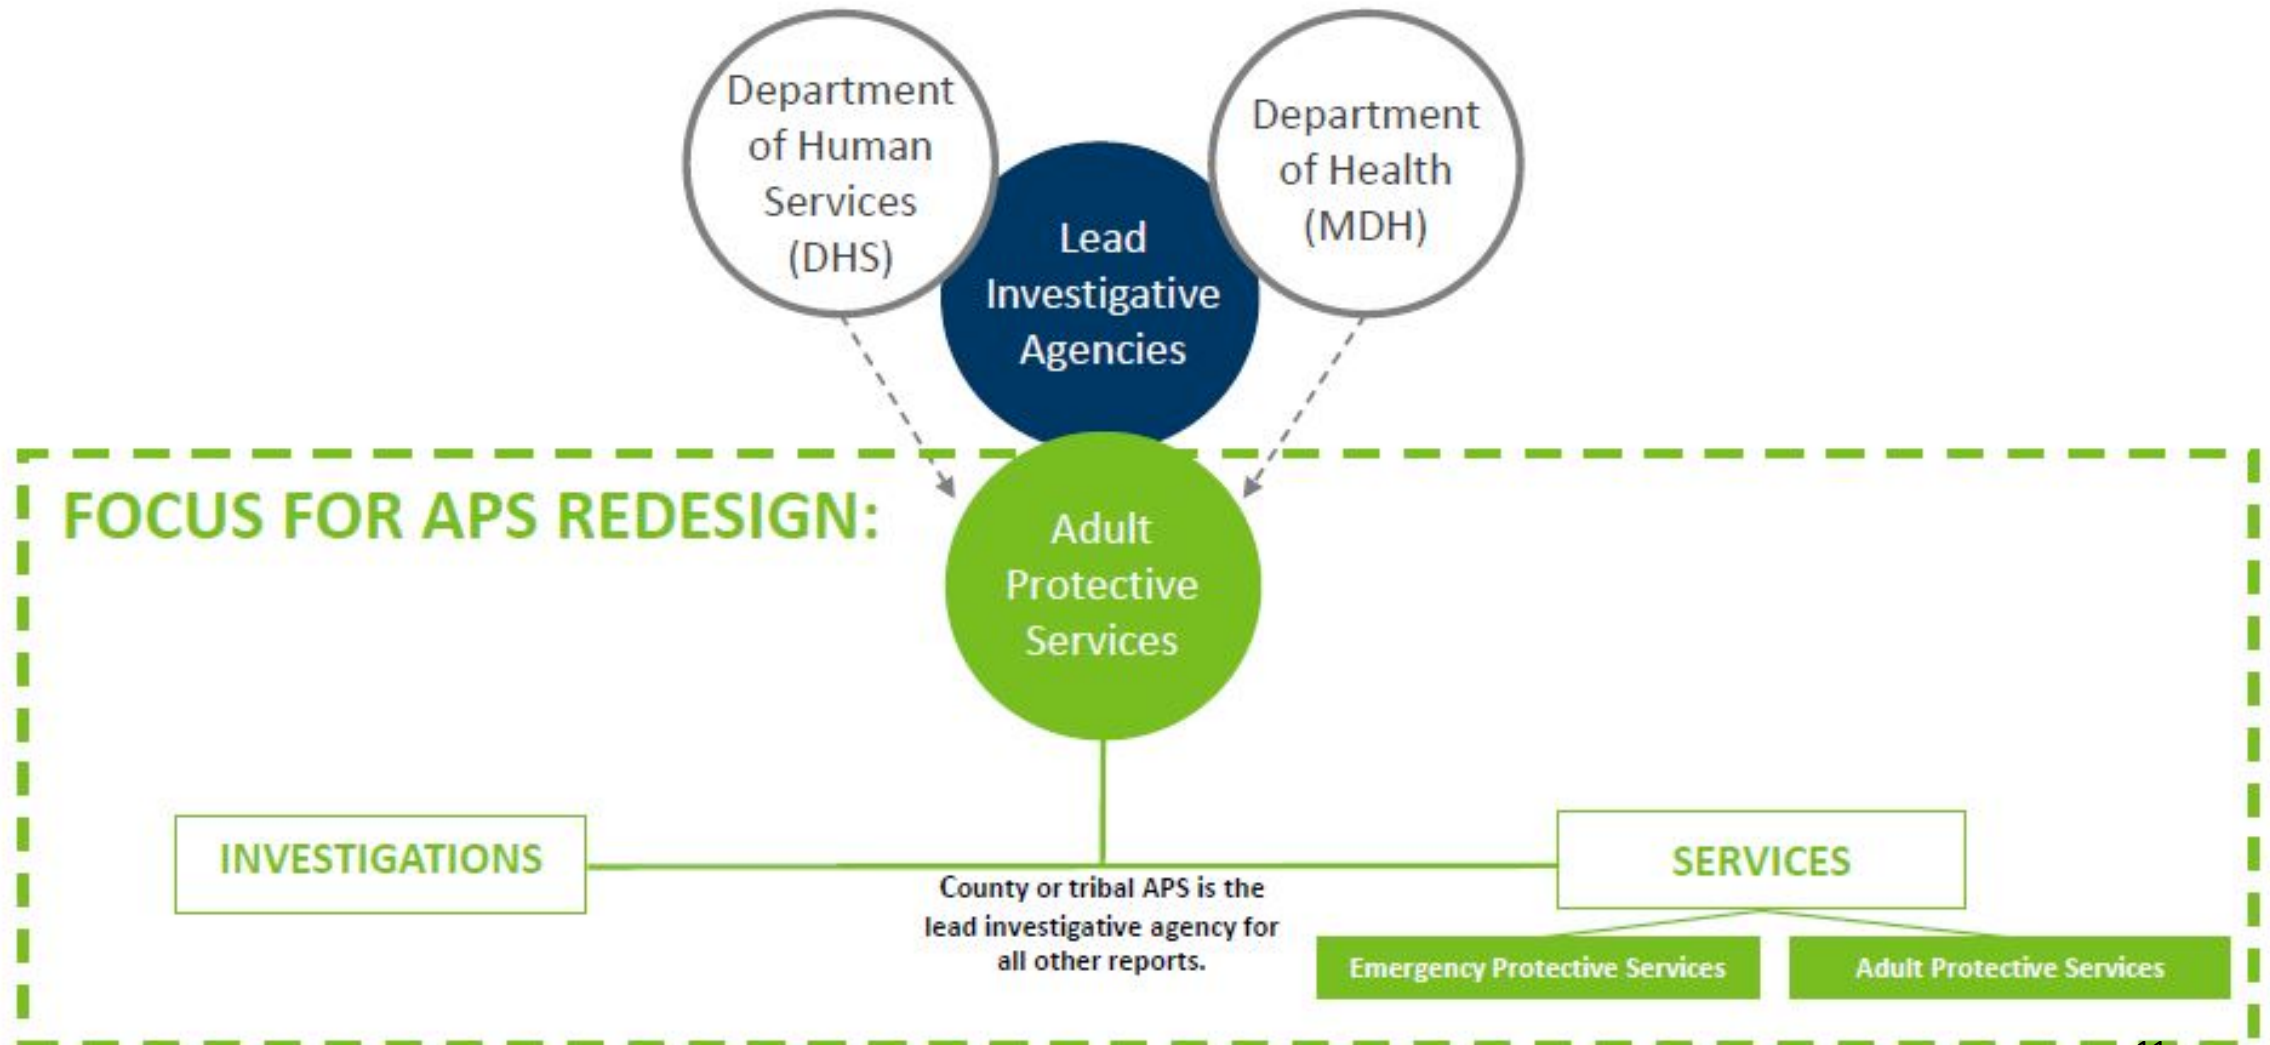 Department
of Human
Services
(DHS)
Department
of Health
(MDH)
Lead
Investigative
Agencies
FOCUS FOR APS REDESIGN:
Adult
Protective
Services
INVESTIGATIONS
SERVICES
County or tribal APS is the
lead investigative agency for
all other reports.
Emergency Protective Services
Adult Protective Services